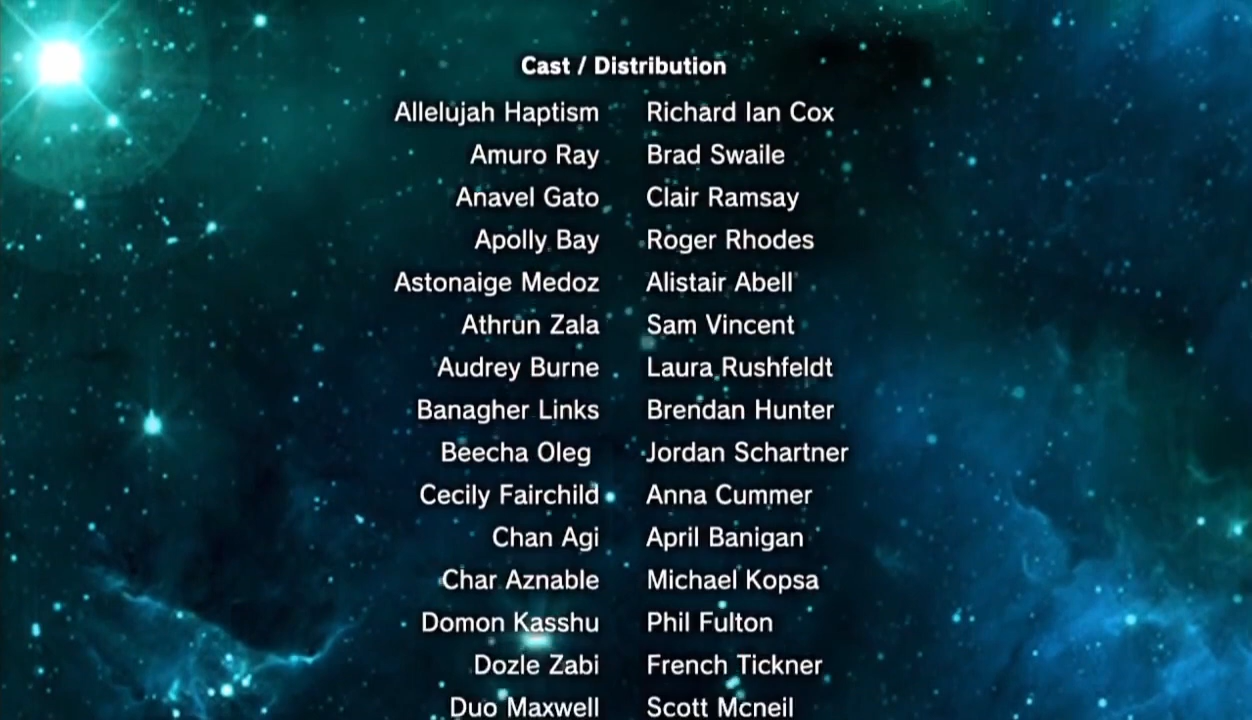 Cast / Distribution
Allelujah Haptism Richard Ian Cox
Amuro Ray Brad Swaile
Anavel Gato Clair Ramsay
Apolly Bay Roger Rhodes
Astonaige Medoz Alistair Abell
Athrun Zala Sam Vincent
Audrey Burne Laura Rushfeldt
Banagher Links Brendan Hunter
Beecha Oleg Jordan Schartner
Cecily Fairchild Anna Cummer
Chan Agi April Banigan
Char Aznable Michael Kopsa
Domon Kasshu Phil Fulton
Dozle Zabi French Tickner
Duo Maxwell Scott Mcneil